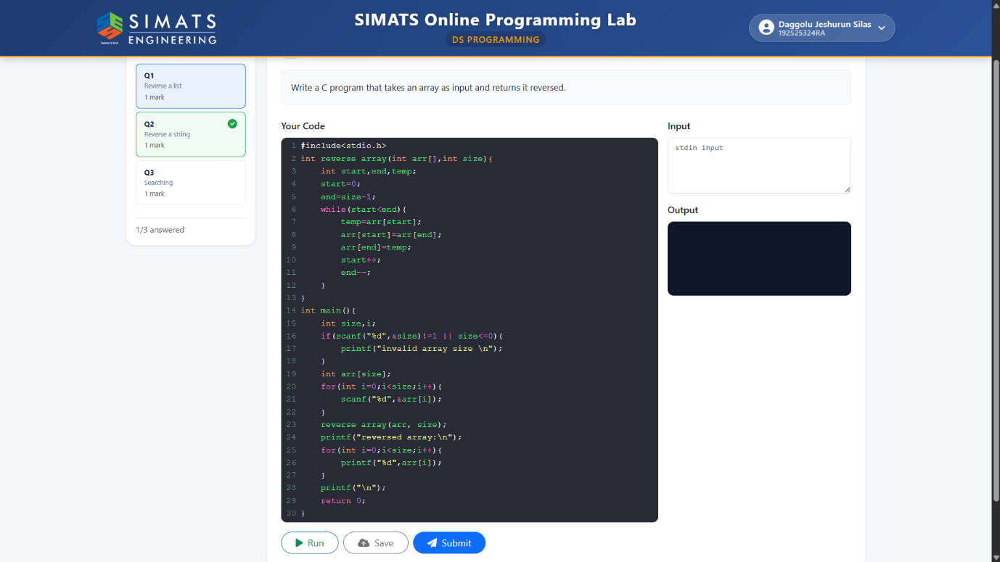 SIMATS
ENGINEERING
Engineer to Excel
SIMATS Online Programming Lab
DS PROGRAMMING
Daggolu Jeshurun Silas
192525324RA
Q1
Reverse a list
1 mark
Q2
Reverse a string
1 mark
Q3
Searching
1 mark
1/3 answered
Write a C program that takes an array as input and returns it reversed.
Your Code
1 #include<stdio.h>
2 int reverse array(int arr[],int size){
3     int start,end,temp;
4     start=0;
5     end=size-1;
6     while(start<end){
7         temp=arr[start];
8         arr[start]=arr[end];
9         arr[end]=temp;
10         start++;
11         end--;
12     }
13 }
14 int main(){
15     int size,i;
16     if(scanf("%d",&size)!=1 || size<=0){
17         printf("invalid array size \n");
18     }
19     int arr[size];
20     for(int i=0;i<size;i++){
21         scanf("%d",&arr[i]);
22     }
23     reverse array(arr, size);
24     printf("reversed array:\n");
25     for(int i=0;i<size;i++){
26         printf("%d",arr[i]);
27     }
28     printf("\n");
29     return 0;
30 }
Input
stdin input
Output
Run
Save
Submit